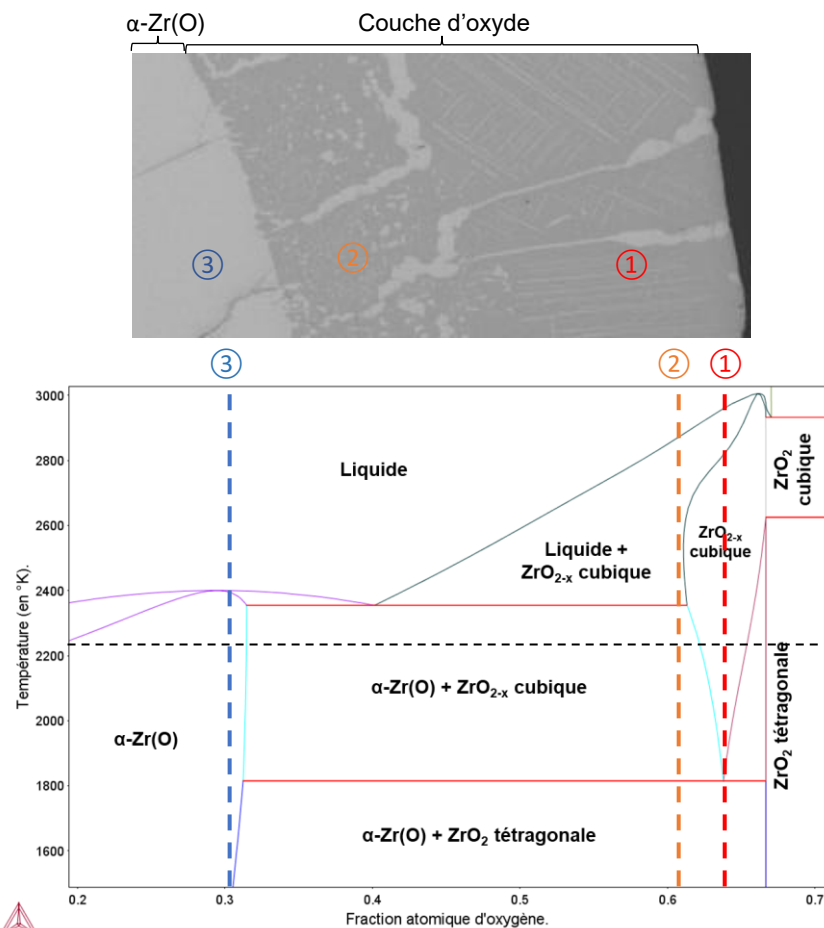 α-Zr(O)
Couche d'oxyde
③
②
①
③
②
①
3000
2800
2600
2400
2200
2000
1800
1600
Température (en °K).
Liquide
Liquide +
ZrO2-x cubique
ZrO2-x
cubique
ZrO2
cubique
α-Zr(O) + ZrO2-x cubique
α-Zr(O)
ZrO2 tétragonale
α-Zr(O) + ZrO2 tétragonale
0.2
0.3
0.4
0.5
0.6
0.7
Fraction atomique d'oxygène.